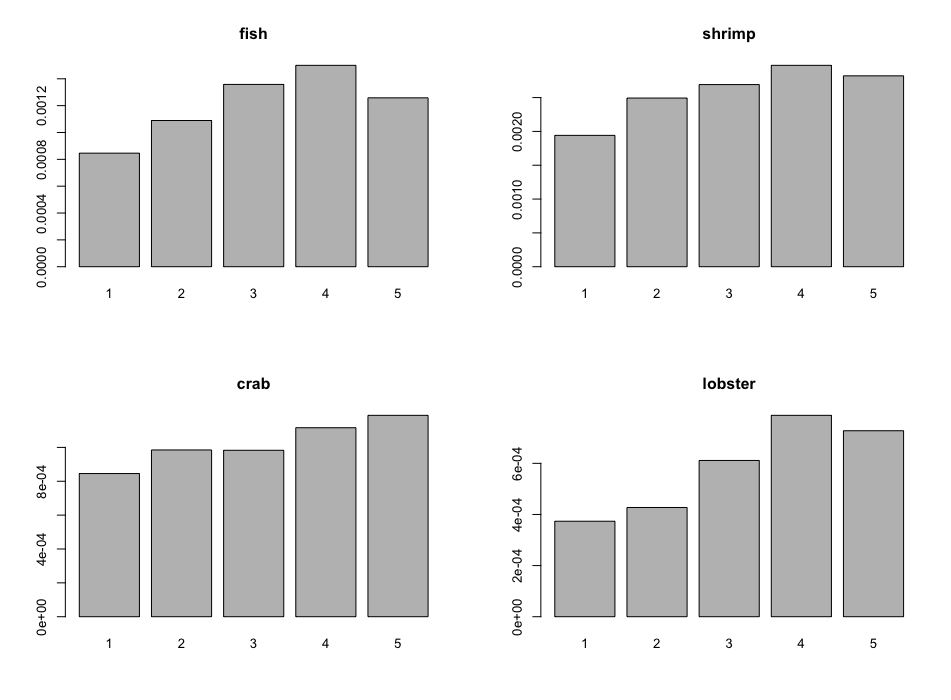 fish
0.0000 0.0004 0.0008 0.0012
1 2 3 4 5
shrimp
0.0000 0.0010 0.0020
1 2 3 4 5
crab
0e+00 4e-04 8e-04
1 2 3 4 5
lobster
0e+00 2e-04 4e-04 6e-04
1 2 3 4 5